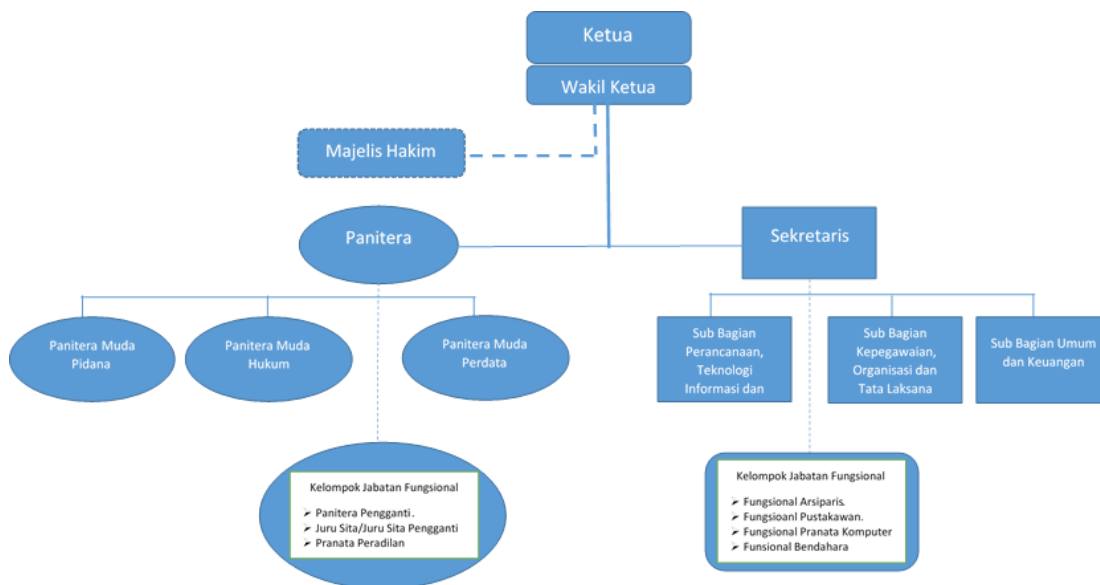 Ketua
Wakil Ketua
Majelis Hakim
Panitera
Sekretaris
Panitera Muda
Pidana
Panitera Muda
Hukum
Panitera Muda
Perdata
Sub Bagian
Perancanaan,
Teknologi
Informasi dan
Sub Bagian
Kepegawaian,
Organisasi dan
Tata Laksana
Sub Bagian Umum
dan Keuangan
Kelompok Jabatan Fungsional
➢ Panitera Pengganti.
➢ Juru Sita/Juru Sita Pengganti
➢ Pranata Peradilan
Kelompok Jabatan Fungsional
➢ Fungsional Arsiparis.
➢ Fungsioanl Pustakawan.
➢ Fungsional Pranata Komputer
➢ Funsional Bendahara